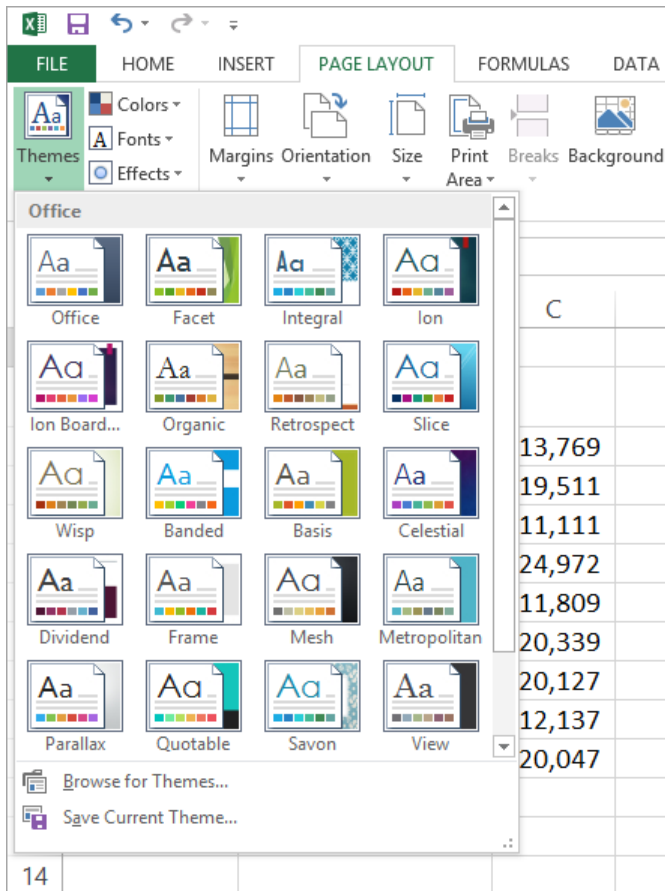 FILE HOME INSERT PAGE LAYOUT FORMULAS DATA
Aa
Themes
Colors
A Fonts
Effects
Margins Orientation Size Print Area Breaks Background
Office
Aa Aa Aa Aa
Office Facet Integral Ion
Aa Aa Aa Aa
Ion Board... Organic Retrospect Slice
Aa Aa Aa Aa
Wisp Banded Basis Celestial
Aa Aa Aa Aa
Dividend Frame Mesh Metropolitan
Aa Aa Aa Aa
Parallax Quotable Savon View
Browse for Themes...
Save Current Theme...
C
13,769
19,511
11,111
24,972
11,809
20,339
20,127
12,137
20,047
14